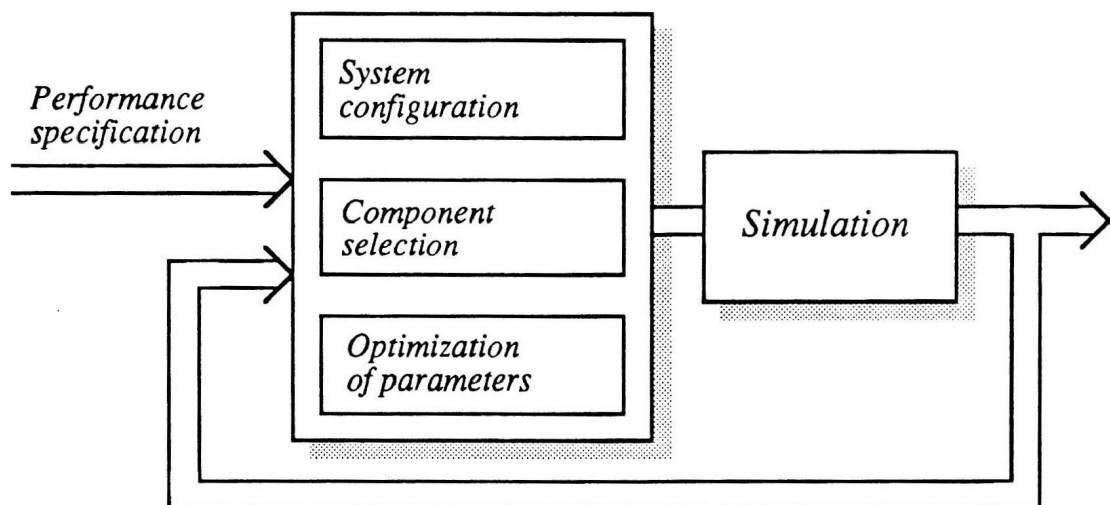 Performance
specification
System
configuration
Component
selection
Optimization
of parameters
Simulation